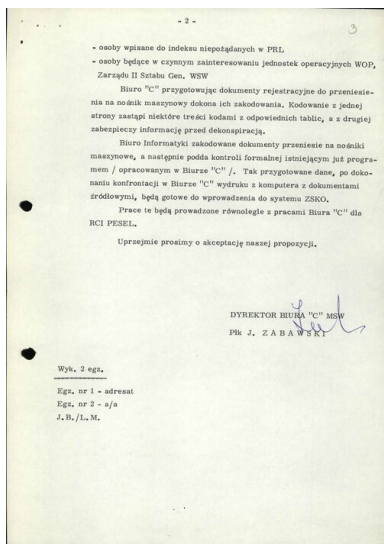 - 2 -
3
- osoby wpisane do indeksu niepożądanych w PRL
- osoby będące w czynnym zainteresowaniu jednostek operacyjnych WOP,
Zarządu II Sztabu Gen. WSW
Biuro "C" przygotowując dokumenty rejestracyjne do przeniesie-
nia na nośnik maszynowy dokona ich zakodowania. Kodowanie z jednej
strony zastąpi niektóre treści kodami z odpowiednich tablic, a z drugiej
zabezpieczy informację przed dekonspiracją.
Biuro Informatyki zakodowane dokumenty przeniesie na nośniki
maszynowe, a następnie podda kontroli formalnej istniejącym już progra-
mem / opracowanym w Biurze "C" /. Tak przygotowane dane, po doko-
naniu konfrontacji w Biurze "C" wydruku z komputera z dokumentami
źródłowymi, będą gotowe do wprowadzenia do systemu ZSKO.
Prace te będą prowadzone równolegle z pracami Biura "C" dla
RCI PESEL.
Uprzejmie prosimy o akceptację naszej propozycji.
DYREKTOR BIURA "C" MSW
Płk J. ZABAWSKI
Wyk. 2 egz.
Egz. nr 1 - adresat
Egz. nr 2 - a/a
J.B./L.M.